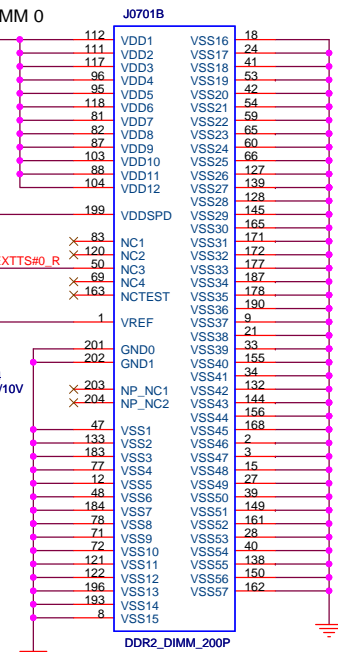 MM 0
J0701B
112 VDD1 VSS16 18
111 VDD2 VSS17 24
117 VDD3 VSS18 41
96 VDD4 VSS19 53
95 VDD5 VSS20 42
118 VDD6 VSS21 54
81 VDD7 VSS22 59
82 VDD8 VSS23 65
87 VDD9 VSS24 60
103 VDD10 VSS25 66
88 VDD11 VSS26 127
104 VDD12 VSS27 139
VSS28 128
199 VDDSPD VSS29 145
VSS30 165
83 NC1 VSS31 171
120 NC2 VSS32 172
EXTTS#0_R 50 NC3 VSS33 177
69 NC4 VSS34 187
163 NCTEST VSS35 178
VSS36 190
1 VREF VSS37 9
VSS38 21
201 GND0 VSS39 33
202 GND1 VSS40 155
VSS41 34
/10V 203 NP_NC1 VSS42 132
204 NP_NC2 VSS43 144
VSS44 156
47 VSS1 VSS45 168
133 VSS2 VSS46 2
183 VSS3 VSS47 3
77 VSS4 VSS48 15
12 VSS5 VSS49 27
48 VSS6 VSS50 39
184 VSS7 VSS51 149
78 VSS8 VSS52 161
71 VSS9 VSS53 28
72 VSS10 VSS54 40
121 VSS11 VSS55 138
122 VSS12 VSS56 150
196 VSS13 VSS57 162
193 VSS14
8 VSS15
DDR2_DIMM_200P